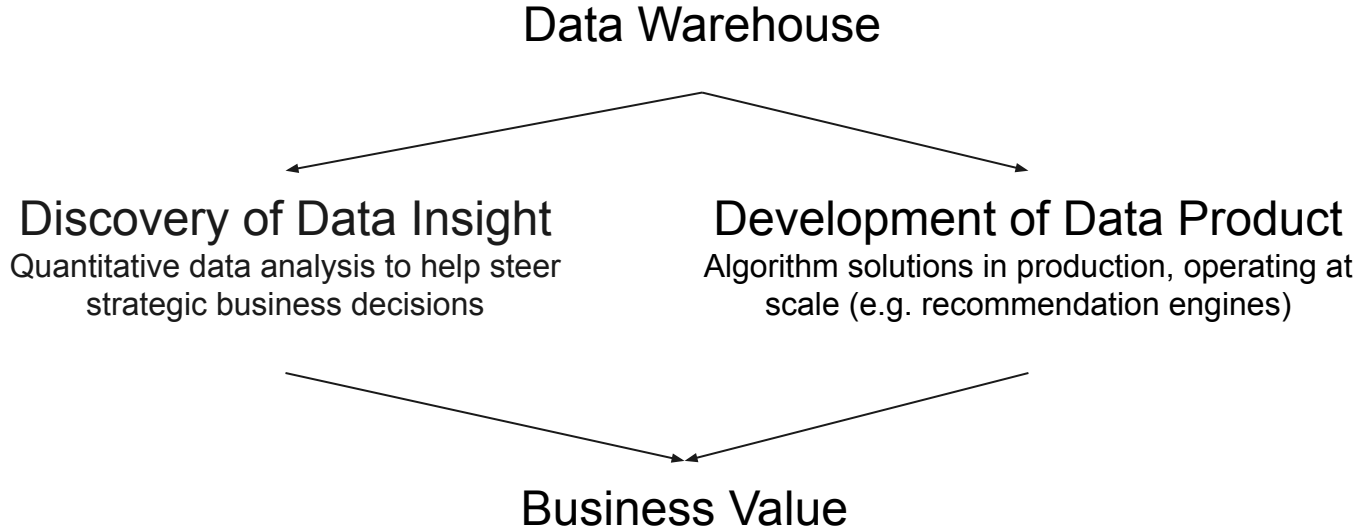 Data Warehouse
Discovery of Data Insight
Quantitative data analysis to help steer
strategic business decisions
Development of Data Product
Algorithm solutions in production, operating at
scale (e.g. recommendation engines)
Business Value